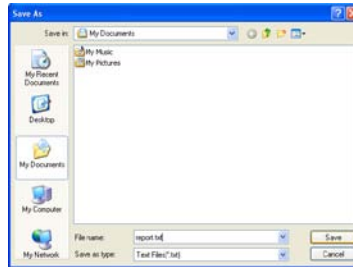 Save As
Save in:
My Documents
My Recent Documents
Desktop
My Documents
My Computer
My Network
My Music
My Pictures
File name:
report.txt
Save
Save as type:
Text Files(*.txt)
Cancel